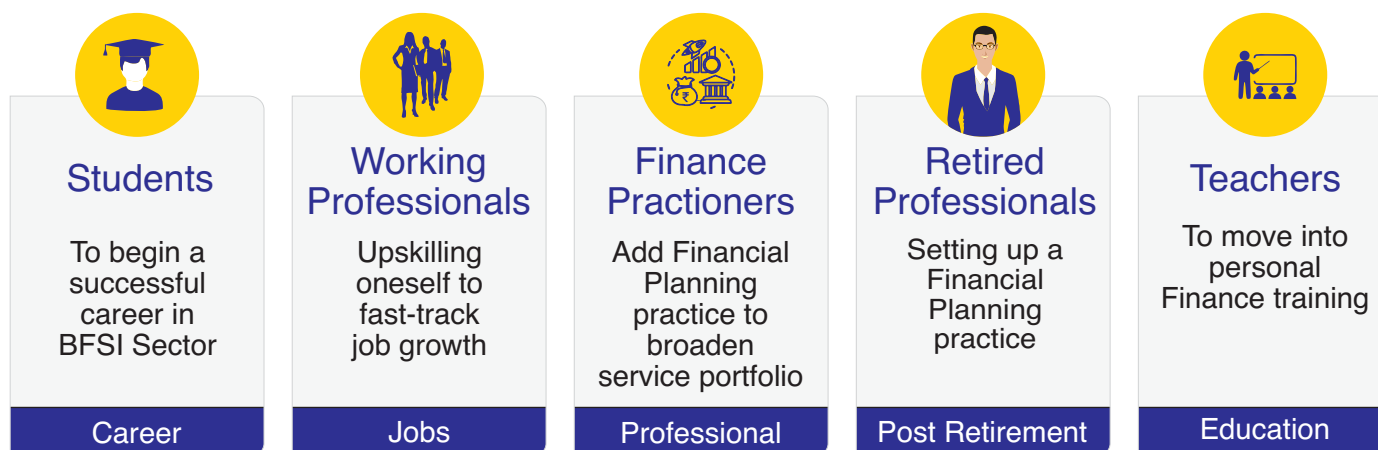 Students
To begin a
successful
career in
BFSI Sector
Career
Working
Professionals
Upskilling
oneself to
fast-track
job growth
Jobs
₹
Finance
Practioners
Add Financial
Planning
practice to
broaden
service portfolio
Professional
Retired
Professionals
Setting up a
Financial
Planning
practice
Post Retirement
Teachers
To move into
personal
Finance training
Education